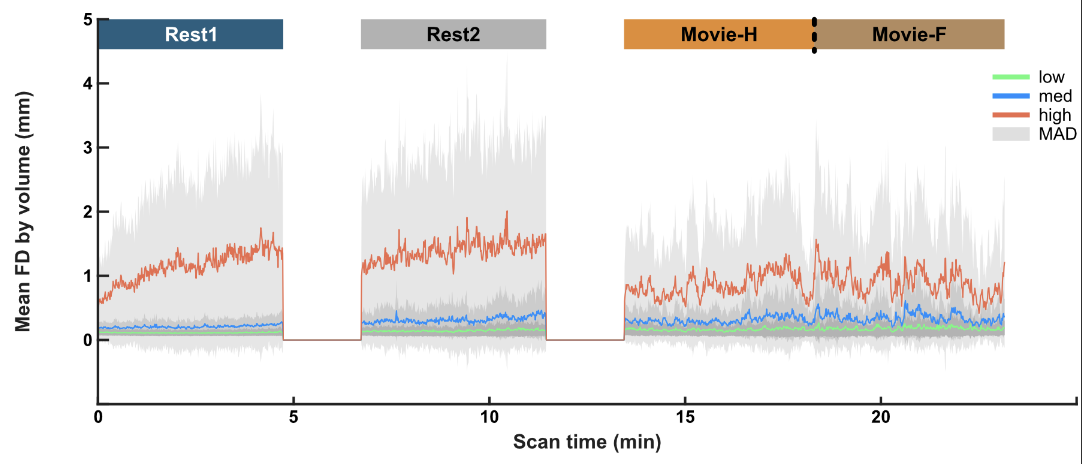 Rest1 Rest2 Movie-H Movie-F
low
med
high
MAD
Mean FD by volume (mm)
5
4
3
2
1
0
0 5 10 15 20
Scan time (min)